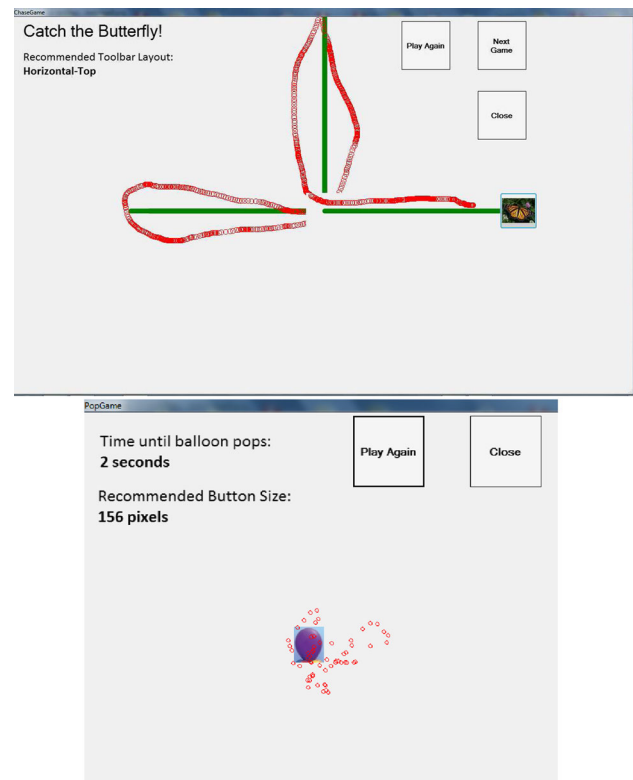 ChaseGame
Catch the Butterfly!
Recommended Toolbar Layout:
Horizontal-Top
Play Again
Next
Game
Close
PopGame
Time until balloon pops:
2 seconds
Recommended Button Size:
156 pixels
Play Again
Close